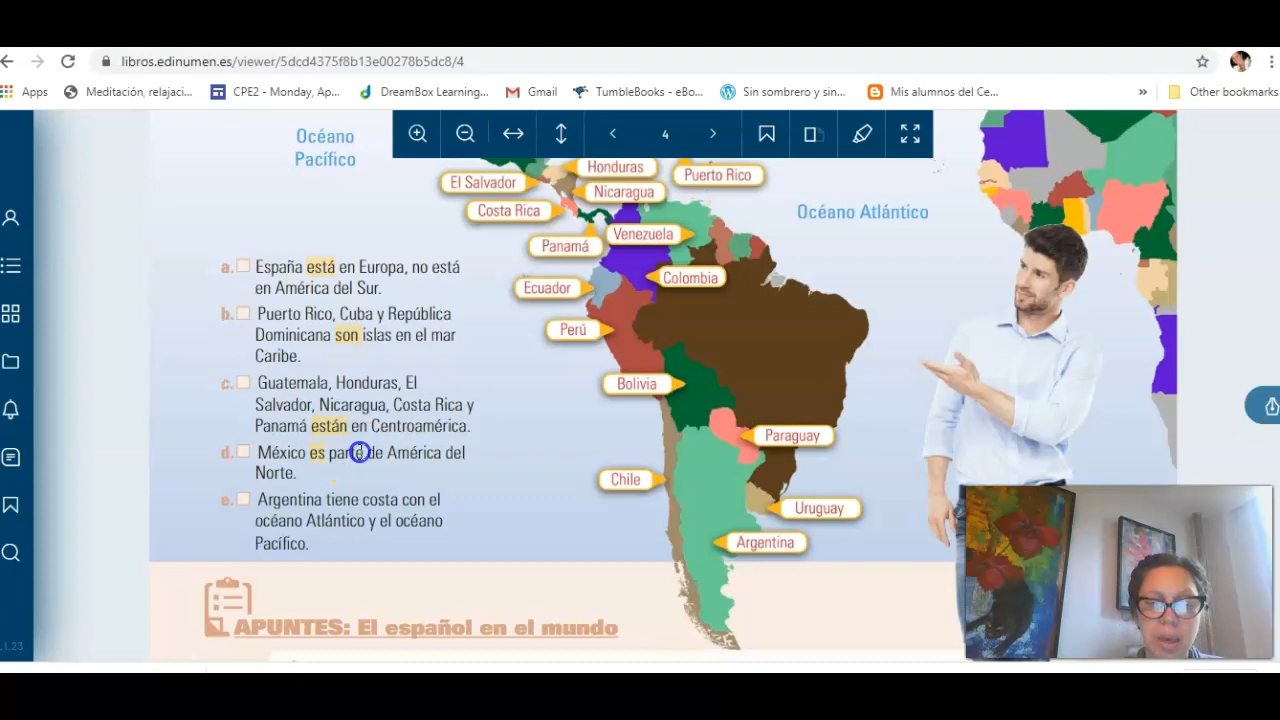 libros.edinumen.es/viewer/5dcd4375f8b13e00278b5dc8/4
Apps
Meditación, relajaci...
CPE2 - Monday, Ap...
DreamBox Learning...
Gmail
TumbleBooks - eBo...
Sin sombrero y sin...
Mis alumnos del Ce...
»
Other bookmarks
4
Océano
Pacífico
Honduras
Puerto Rico
El Salvador
Nicaragua
Costa Rica
Océano Atlántico
Panamá
Venezuela
Colombia
Ecuador
Perú
Bolivia
Paraguay
Chile
Uruguay
Argentina
a. España está en Europa, no está
en América del Sur.
b. Puerto Rico, Cuba y República
Dominicana son islas en el mar
Caribe.
c. Guatemala, Honduras, El
Salvador, Nicaragua, Costa Rica y
Panamá están en Centroamérica.
d. México es parte de América del
Norte.
e. Argentina tiene costa con el
océano Atlántico y el océano
Pacífico.
APUNTES: El español en el mundo
.1.23